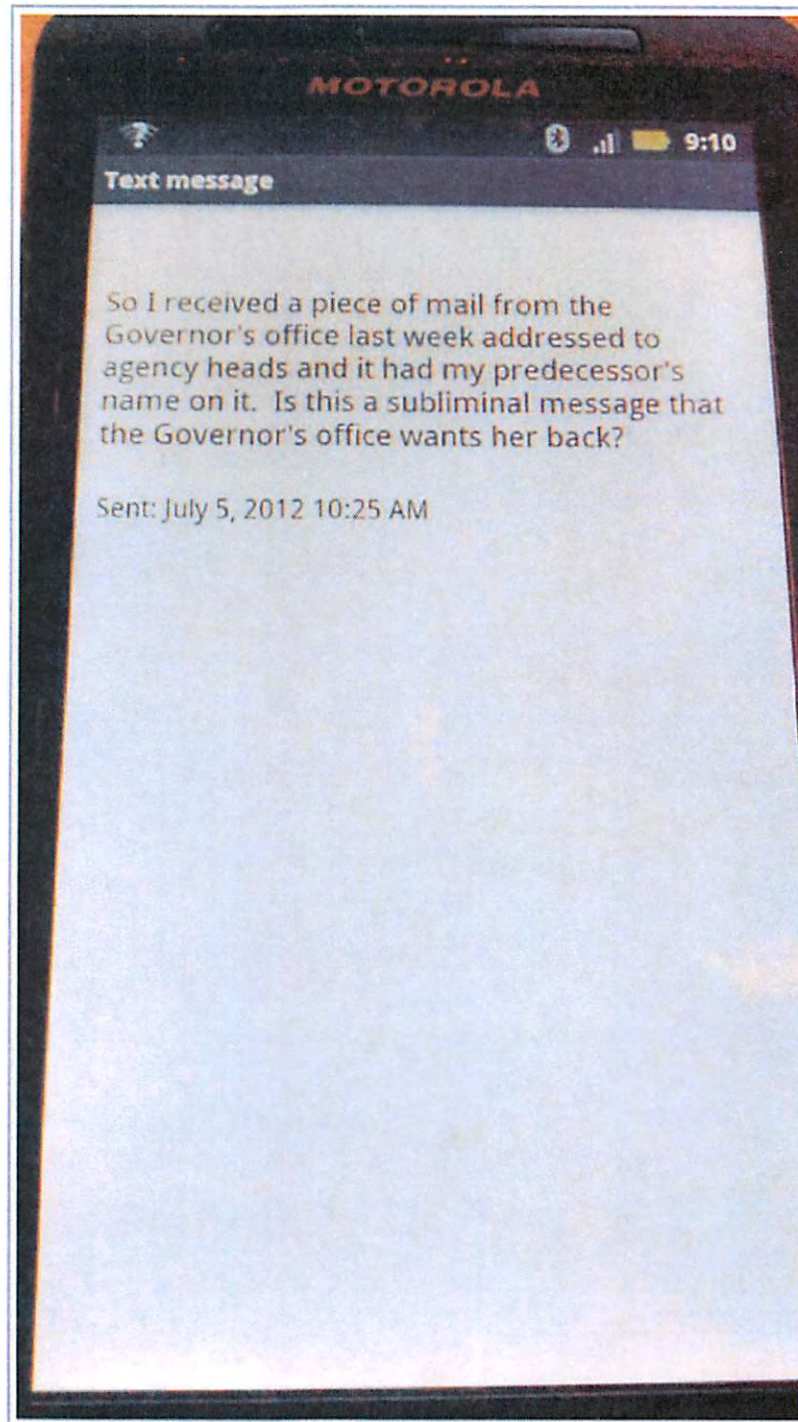 MOTOROLA
9:10
Text message
So I received a piece of mail from the
Governor's office last week addressed to
agency heads and it had my predecessor's
name on it.  Is this a subliminal message that
the Governor's office wants her back?
Sent: July 5, 2012 10:25 AM